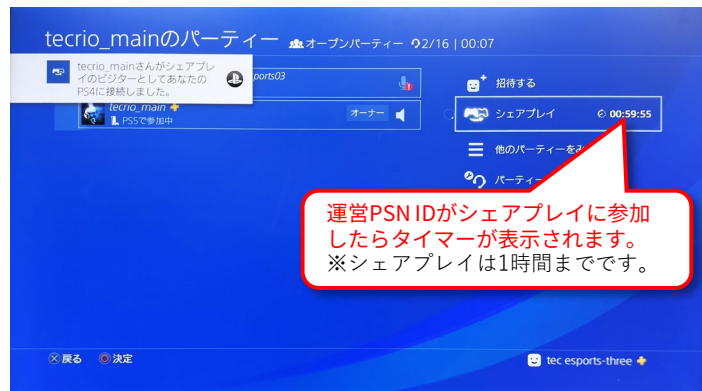 tecrio_mainのパーティー オープンパーティー 2/16 | 00:07
tecrio_mainさんがシェアプレ
イのビジターとしてあなたの
PS4に接続しました。
ports03
招待する
tecrio_main
オーナー
PS5で参加中
シェアプレイ 00:59:55
他のパーティーをみ
パーティー
運営PSN IDがシェアプレイに参加
したらタイマーが表示されます。
※シェアプレイは1時間までです。
戻る 決定
tec esports-three